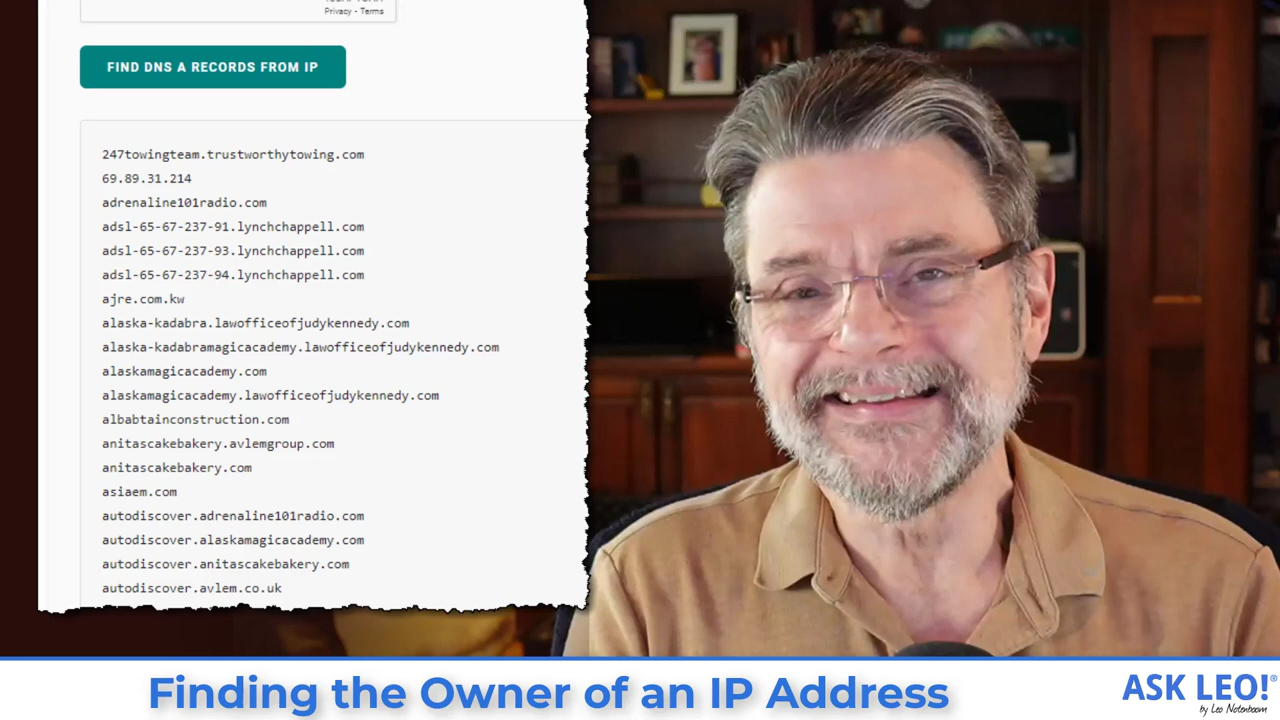 Privacy - Terms
FIND DNS A RECORDS FROM IP
247towingteam.trustworthytowing.com
69.89.31.214
adrenaline101radio.com
adsl-65-67-237-91.lynchchappell.com
adsl-65-67-237-93.lynchchappell.com
adsl-65-67-237-94.lynchchappell.com
ajre.com.kw
alaska-kadabra.lawofficeofjudykennedy.com
alaska-kadabramagicacademy.lawofficeofjudykennedy.com
alaskamagicacademy.com
alaskamagicacademy.lawofficeofjudykennedy.com
albabtainconstruction.com
anitascakebakery.avlemgroup.com
anitascakebakery.com
asiaem.com
autodiscover.adrenaline101radio.com
autodiscover.alaskamagicacademy.com
autodiscover.anitascakebakery.com
autodiscover.avlem.co.uk
Finding the Owner of an IP Address
ASK LEO!®
by Leo Notenboom